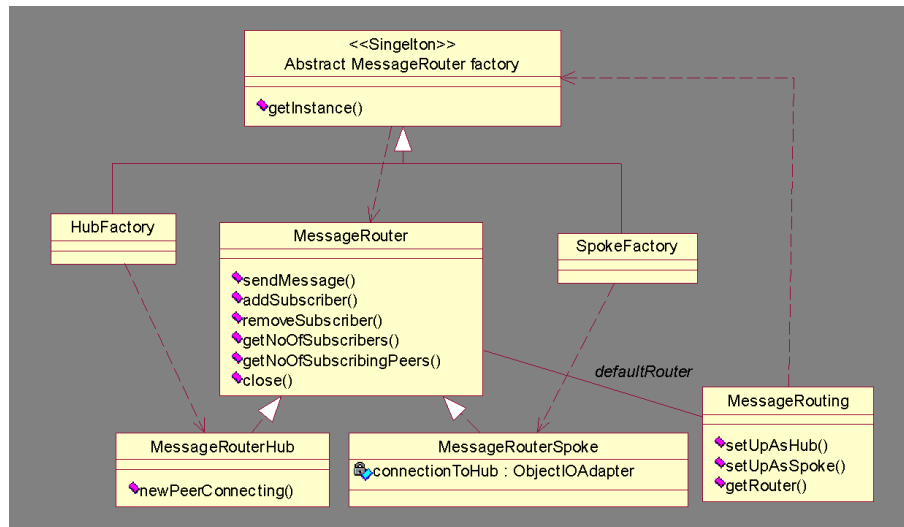 <<Singelton>>
Abstract MessageRouter factory
getInstance()
HubFactory
MessageRouter
sendMessage()
addSubscriber()
removeSubscriber()
getNoOfSubscribers()
getNoOfSubscribingPeers()
close()
SpokeFactory
defaultRouter
MessageRouterHub
newPeerConnecting()
MessageRouterSpoke
connectionToHub : ObjectIOAdapter
MessageRouting
setUpAsHub()
setUpAsSpoke()
getRouter()